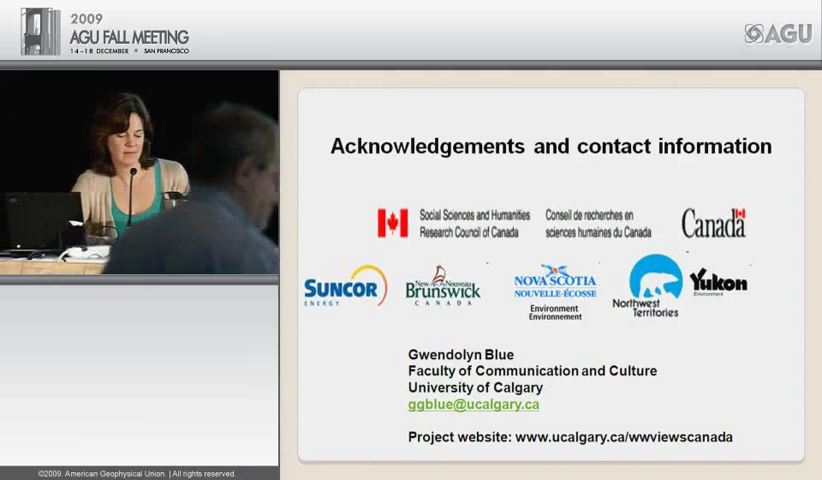 2009
AGU FALL MEETING
14-18 DECEMBER • SAN FRANCISCO
AGU
Acknowledgements and contact information
Social Sciences and Humanities
Research Council of Canada
Conseil de recherches en
sciences humaines du Canada
Canada
SUNCOR
ENERGY
New Nouveau
Brunswick
CANADA
NOVA SCOTIA
NOUVELLE-ÉCOSSE
Environment
Environnement
Northwest
Territories
Yukon
Environment
Gwendolyn Blue
Faculty of Communication and Culture
University of Calgary
ggblue@ucalgary.ca
Project website: www.ucalgary.ca/wwviewscanada
©2009. American Geophysical Union. | All rights reserved.